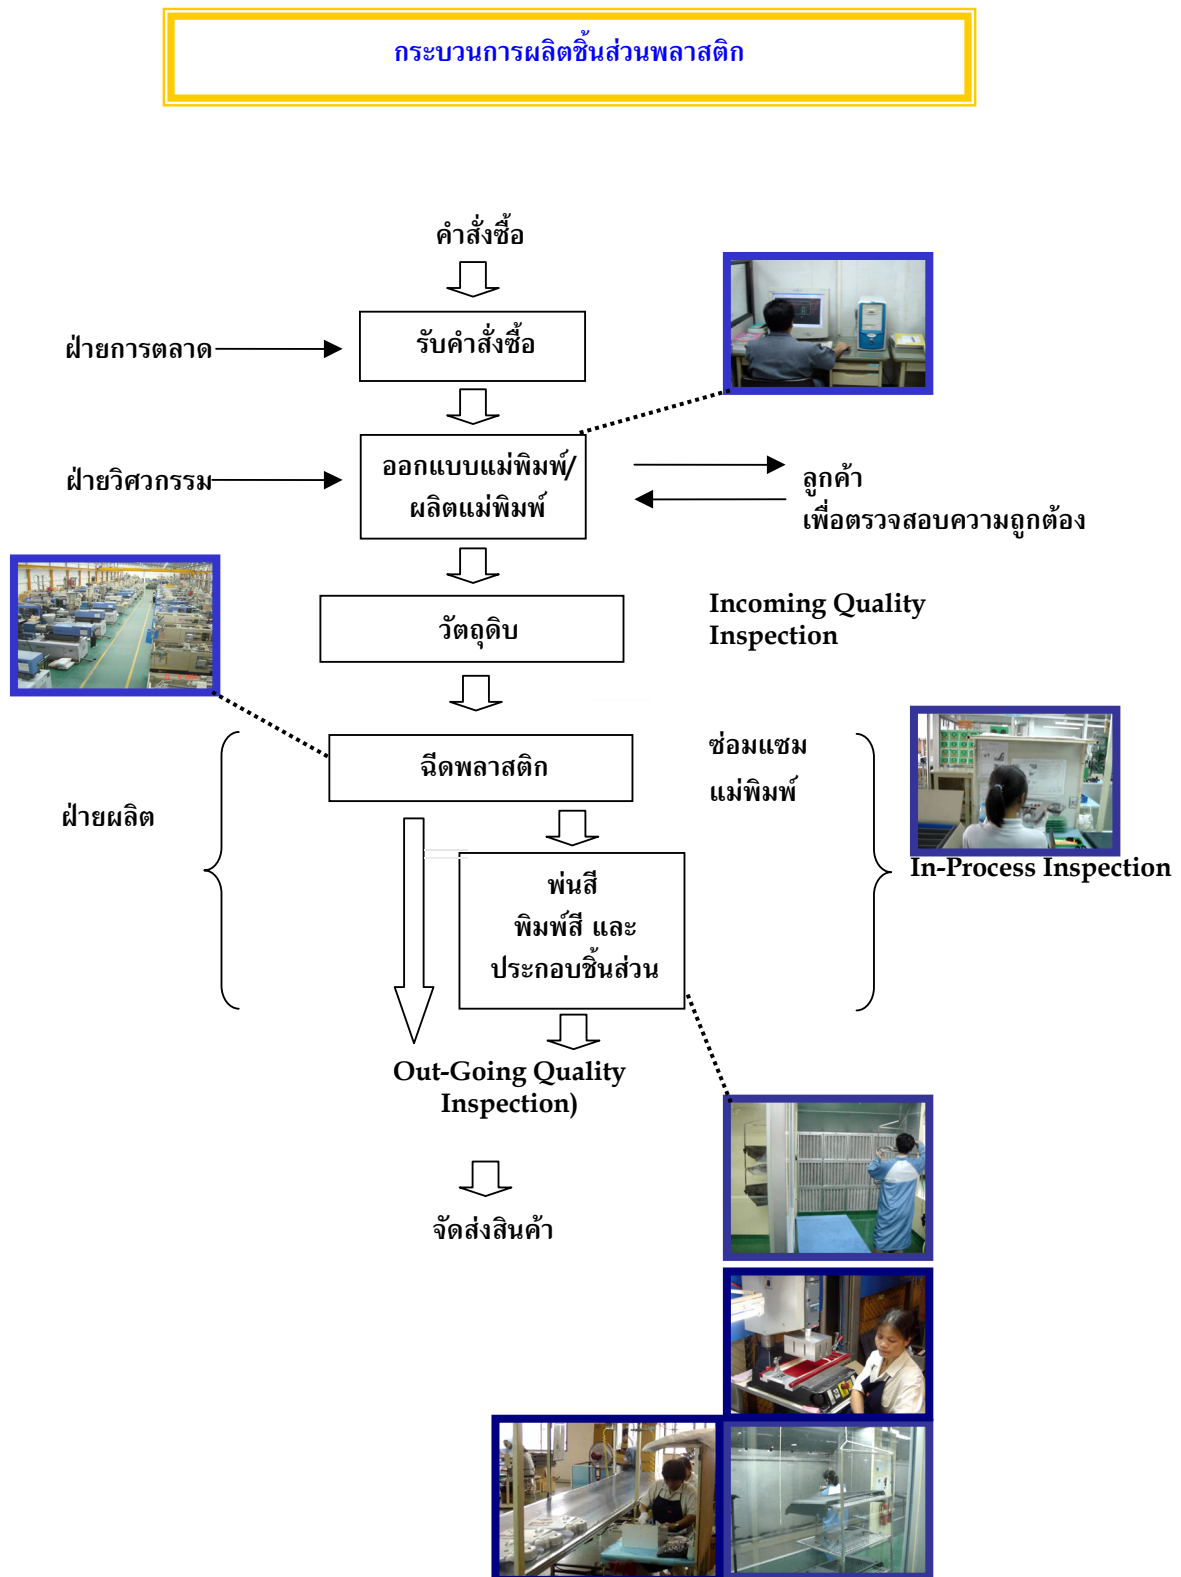 กระบวนการผลิตชิ้นส่วนพลาสติก
คำสั่งซื้อ
ฝ่ายการตลาด
รับคำสั่งซื้อ
ฝ่ายวิศวกรรม
ออกแบบแม่พิมพ์/
ผลิตแม่พิมพ์
ลูกค้า
เพื่อตรวจสอบความถูกต้อง
วัตถุดิบ
Incoming Quality
Inspection
ฉีดพลาสติก
ซ่อมแซม
แม่พิมพ์
ฝ่ายผลิต
In-Process Inspection
พ่นสี
พิมพ์สี และ
ประกอบชิ้นส่วน
Out-Going Quality
Inspection)
จัดส่งสินค้า